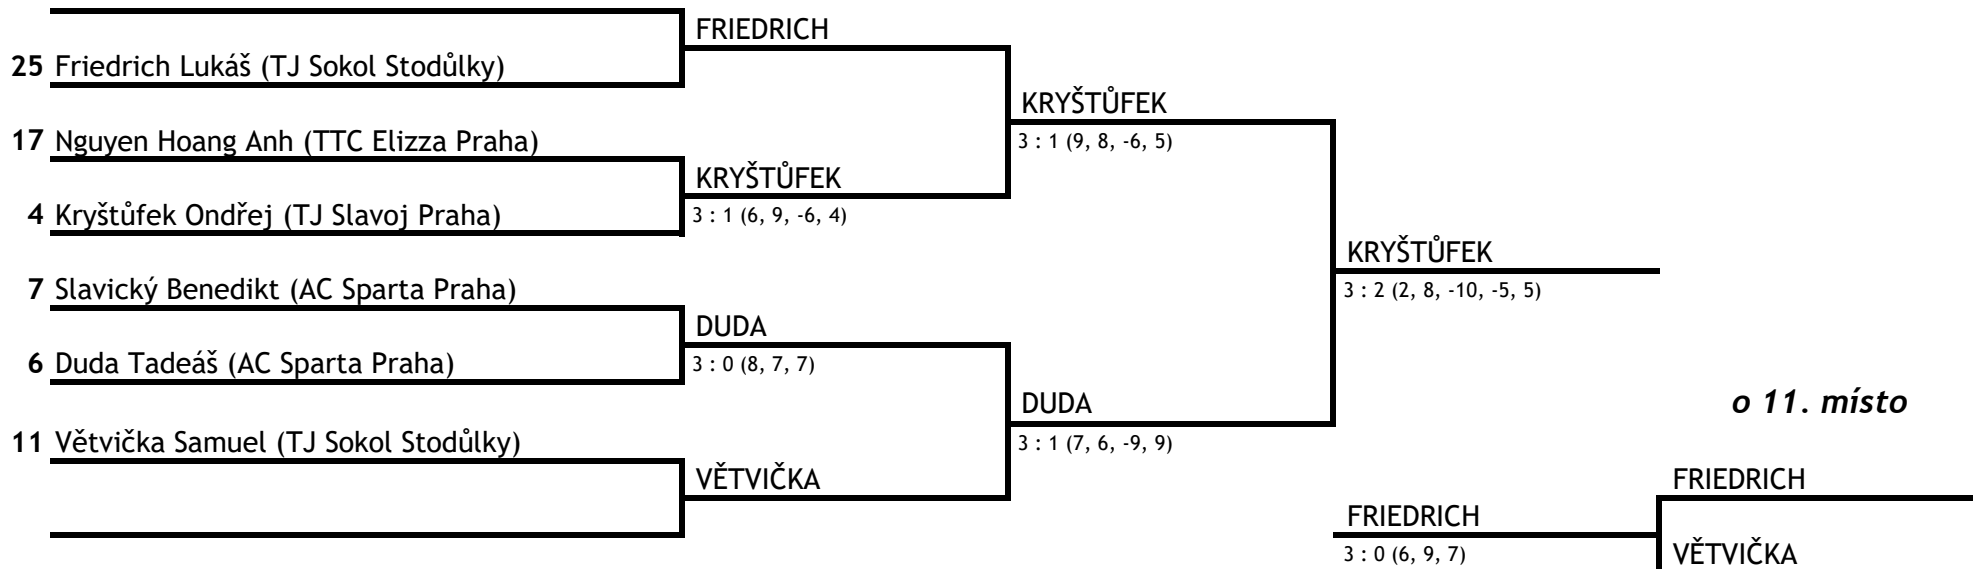 FRIEDRICH
25 Friedrich Lukáš (TJ Sokol Stodůlky)
KRYŠTŮFEK
17 Nguyen Hoang Anh (TTC Elizza Praha)
3 : 1 (9, 8, -6, 5)
KRYŠTŮFEK
4 Kryštůfek Ondřej (TJ Slavoj Praha)
3 : 1 (6, 9, -6, 4)
KRYŠTŮFEK
7 Slavický Benedikt (AC Sparta Praha)
3 : 2 (2, 8, -10, -5, 5)
DUDA
6 Duda Tadeáš (AC Sparta Praha)
3 : 0 (8, 7, 7)
DUDA
o 11. místo
11 Větvička Samuel (TJ Sokol Stodůlky)
3 : 1 (7, 6, -9, 9)
VĚTVIČKA
FRIEDRICH
FRIEDRICH
3 : 0 (6, 9, 7)
VĚTVIČKA